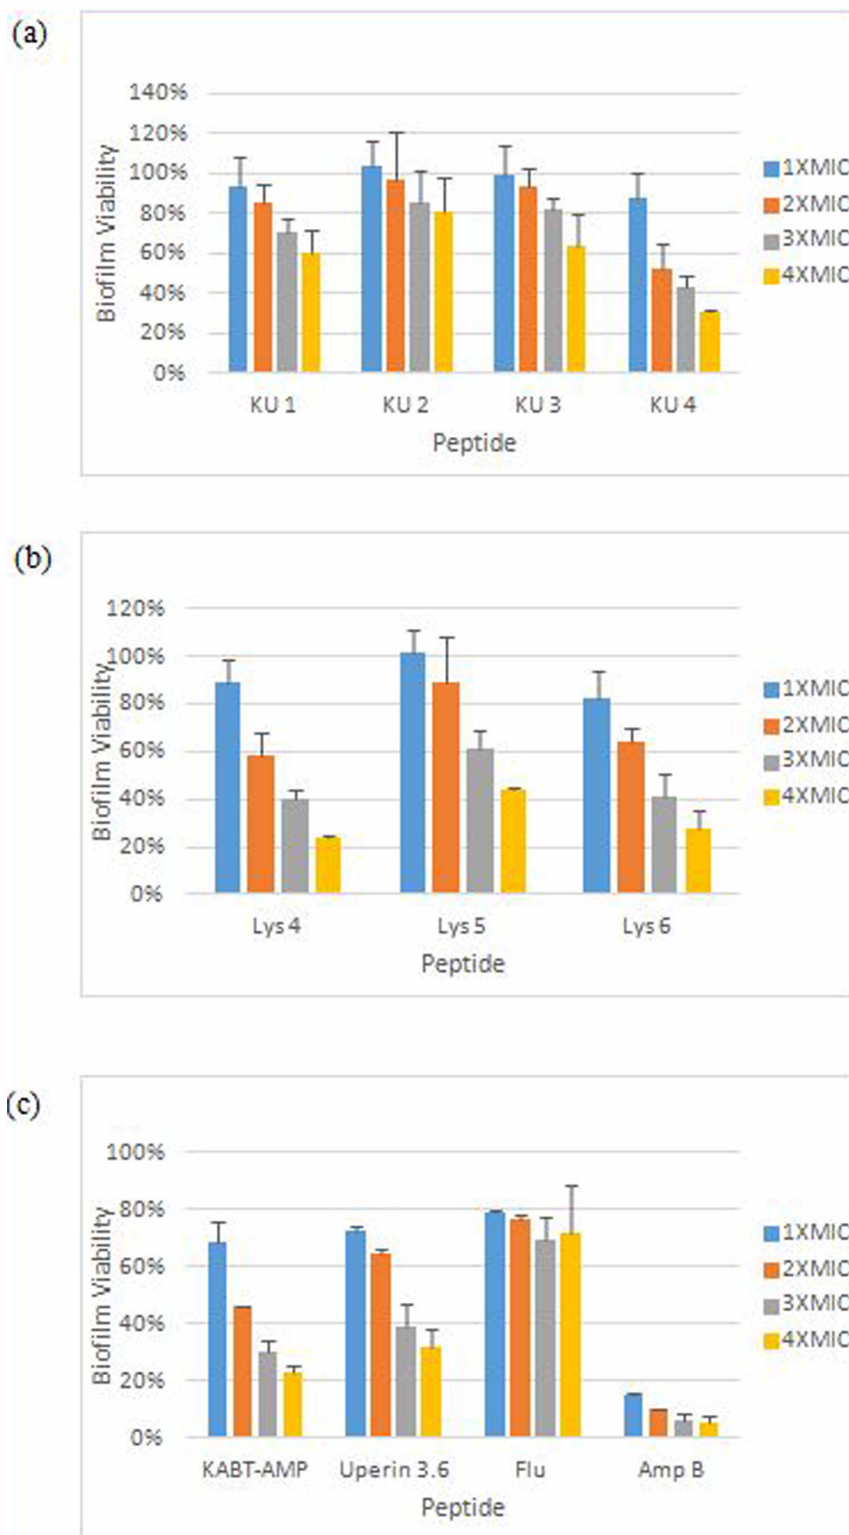 (a)
140%
120%
100%
80%
60%
40%
20%
0%
Biofilm Viability
KU 1 KU 2 KU 3 KU 4
Peptide
1XMIC
2XMIC
3XMIC
4XMIC
(b)
120%
100%
80%
60%
40%
20%
0%
Biofilm Viability
Lys 4 Lys 5 Lys 6
Peptide
1XMIC
2XMIC
3XMIC
4XMIC
(c)
100%
80%
60%
40%
20%
0%
Biofilm Viability
KABT-AMP Uperin 3.6 Flu Amp B
Peptide
1XMIC
2XMIC
3XMIC
4XMIC